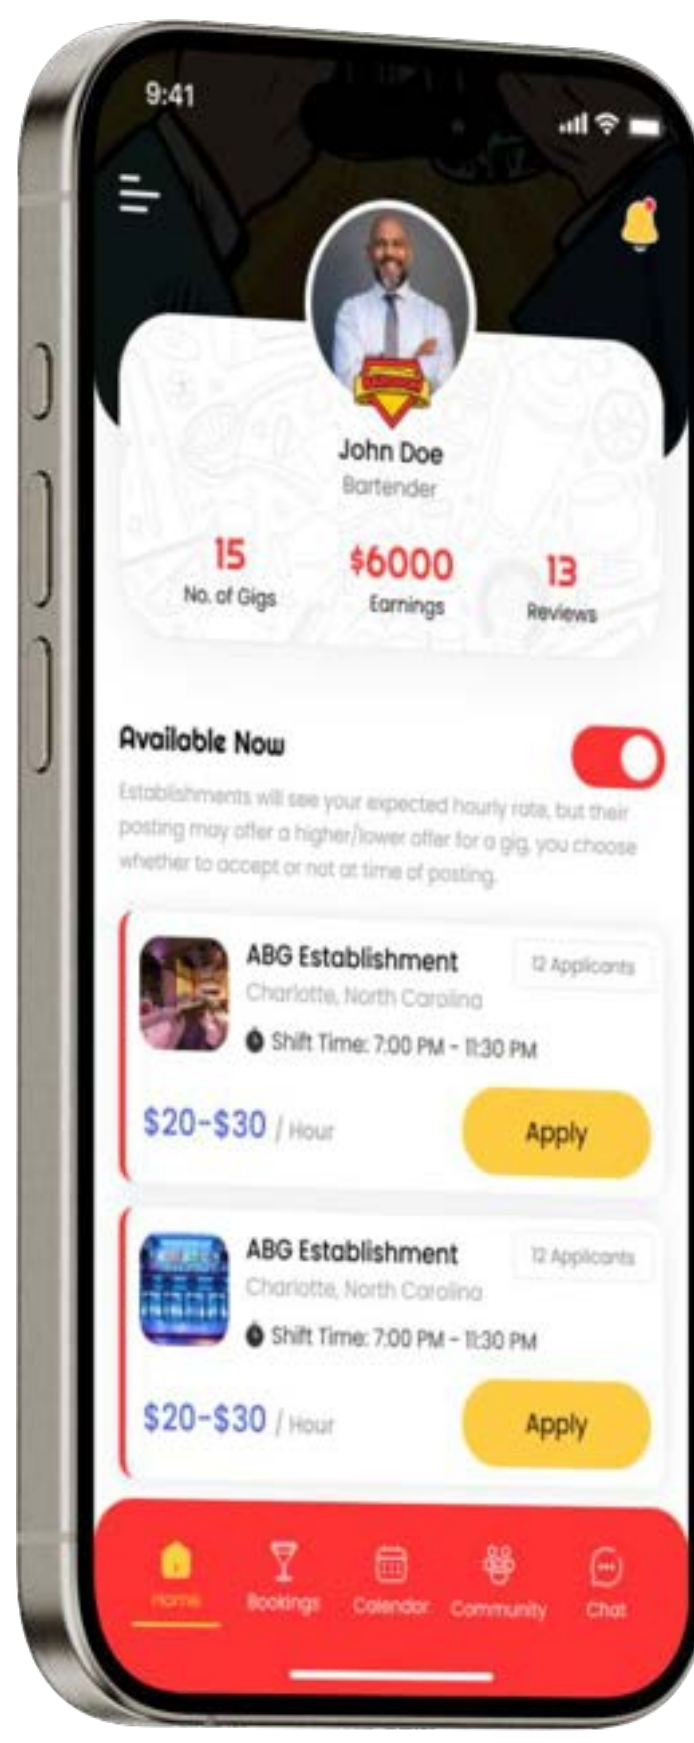 9:41
John Doe
Bartender
15
No. of Gigs
$6000
Earnings
13
Reviews
Available Now
Establishments will see your expected hourly rate, but their
posting may offer a higher/lower offer for a gig, you choose
whether to accept or not at time of posting.
ABG Establishment
12 Applicants
Charlotte, North Carolina
Shift Time: 7:00 PM - 11:30 PM
$20-$30 / Hour
Apply
ABG Establishment
12 Applicants
Charlotte, North Carolina
Shift Time: 7:00 PM - 11:30 PM
$20-$30 / Hour
Apply
Home
Bookings
Calendar
Community
Chat